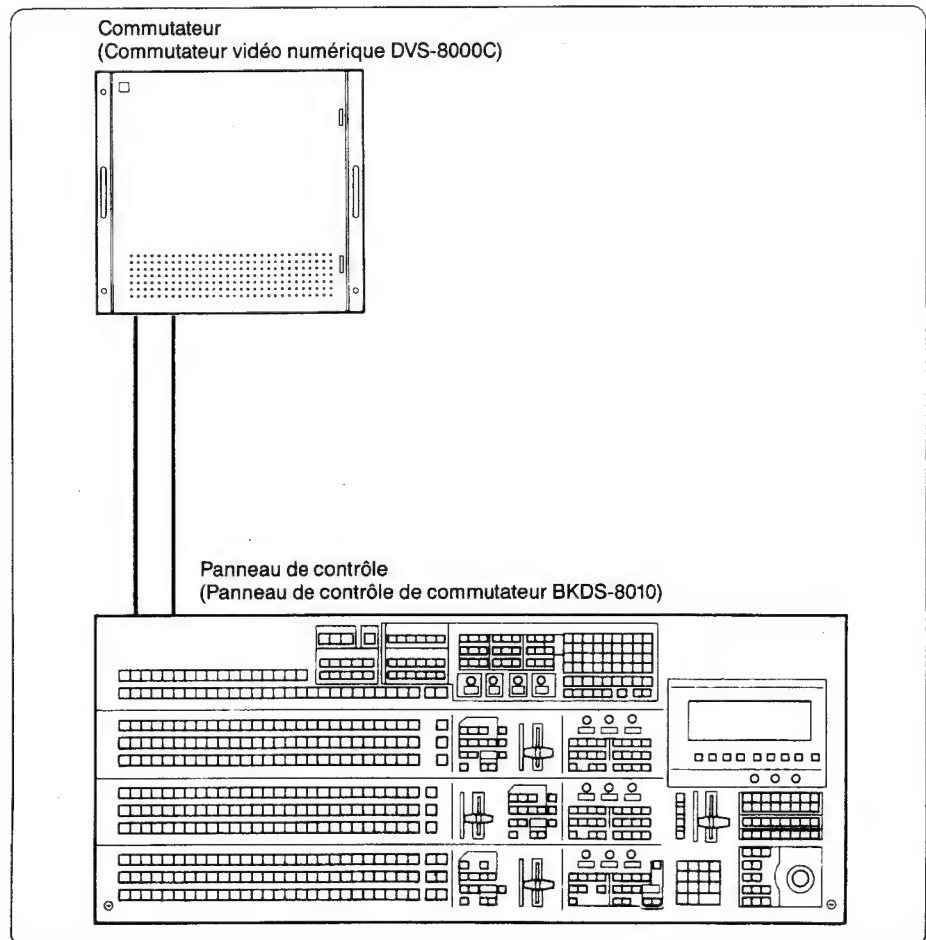 Commutateur
(Commutateur vidéo numérique DVS-8000C)
Panneau de contrôle
(Panneau de contrôle de commutateur BKDS-8010)